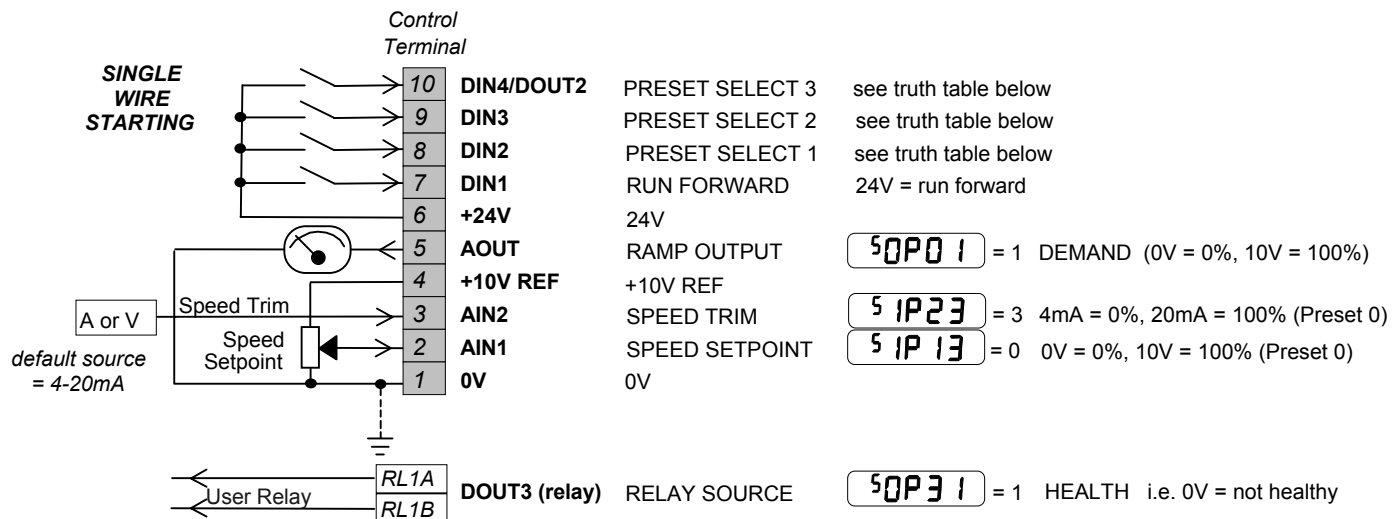 Control
Terminal
SINGLE
WIRE
STARTING
10 DIN4/DOUT2 PRESET SELECT 3 see truth table below
9 DIN3 PRESET SELECT 2 see truth table below
8 DIN2 PRESET SELECT 1 see truth table below
7 DIN1 RUN FORWARD 24V = run forward
6 +24V 24V
5 AOUT RAMP OUTPUT SOP01 = 1 DEMAND (0V = 0%, 10V = 100%)
4 +10V REF +10V REF
A or V Speed Trim 3 AIN2 SPEED TRIM SIP23 = 3 4mA = 0%, 20mA = 100% (Preset 0)
Speed
Setpoint 2 AIN1 SPEED SETPOINT SIP13 = 0 0V = 0%, 10V = 100% (Preset 0)
default source
= 4-20mA
1 0V 0V
User Relay
RL1A
RL1B
DOUT3 (relay) RELAY SOURCE SOP31 = 1 HEALTH i.e. 0V = not healthy